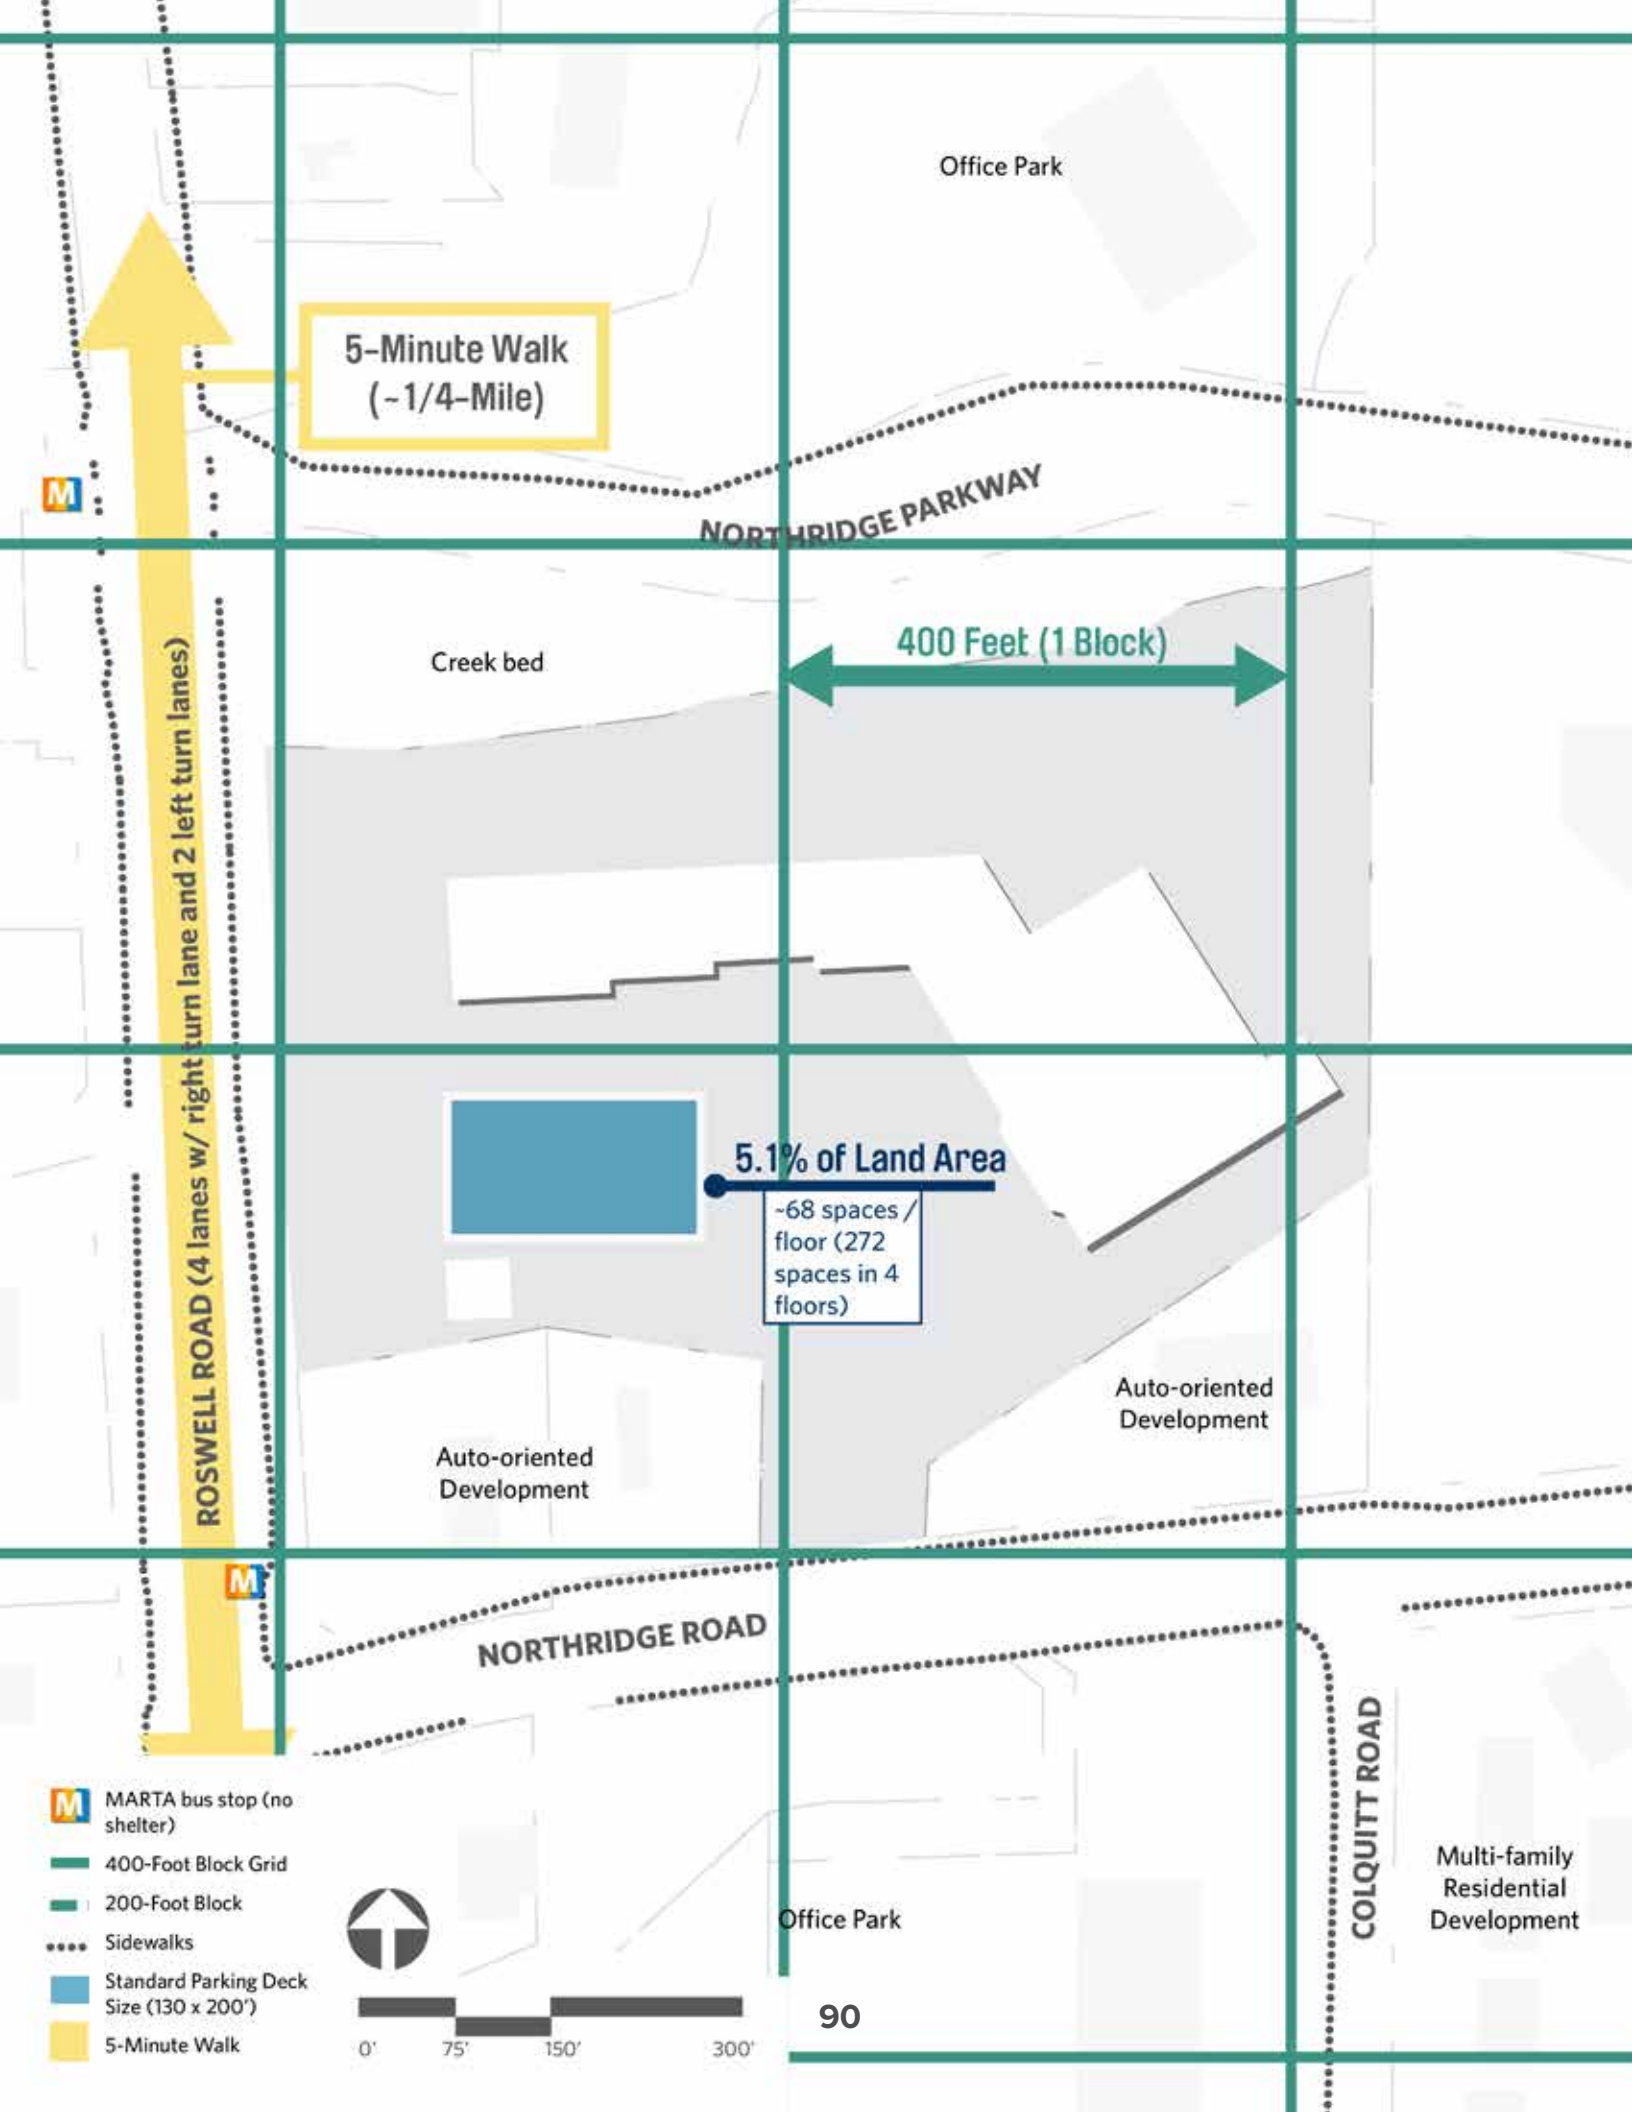 Office Park
5-Minute Walk
(~1/4-Mile)
M
NORTHRIDGE PARKWAY
Creek bed
400 Feet (1 Block)
ROSWELL ROAD (4 lanes w/ right turn lane and 2 left turn lanes)
5.1% of Land Area
~68 spaces /
floor (272
spaces in 4
floors)
Auto-oriented
Development
Auto-oriented
Development
M
NORTHRIDGE ROAD
COLQUITT ROAD
Multi-family
Residential
Development
Office Park
M
MARTA bus stop (no
shelter)
400-Foot Block Grid
200-Foot Block
Sidewalks
Standard Parking Deck
Size (130 x 200')
5-Minute Walk
0'
75'
150'
300'
90